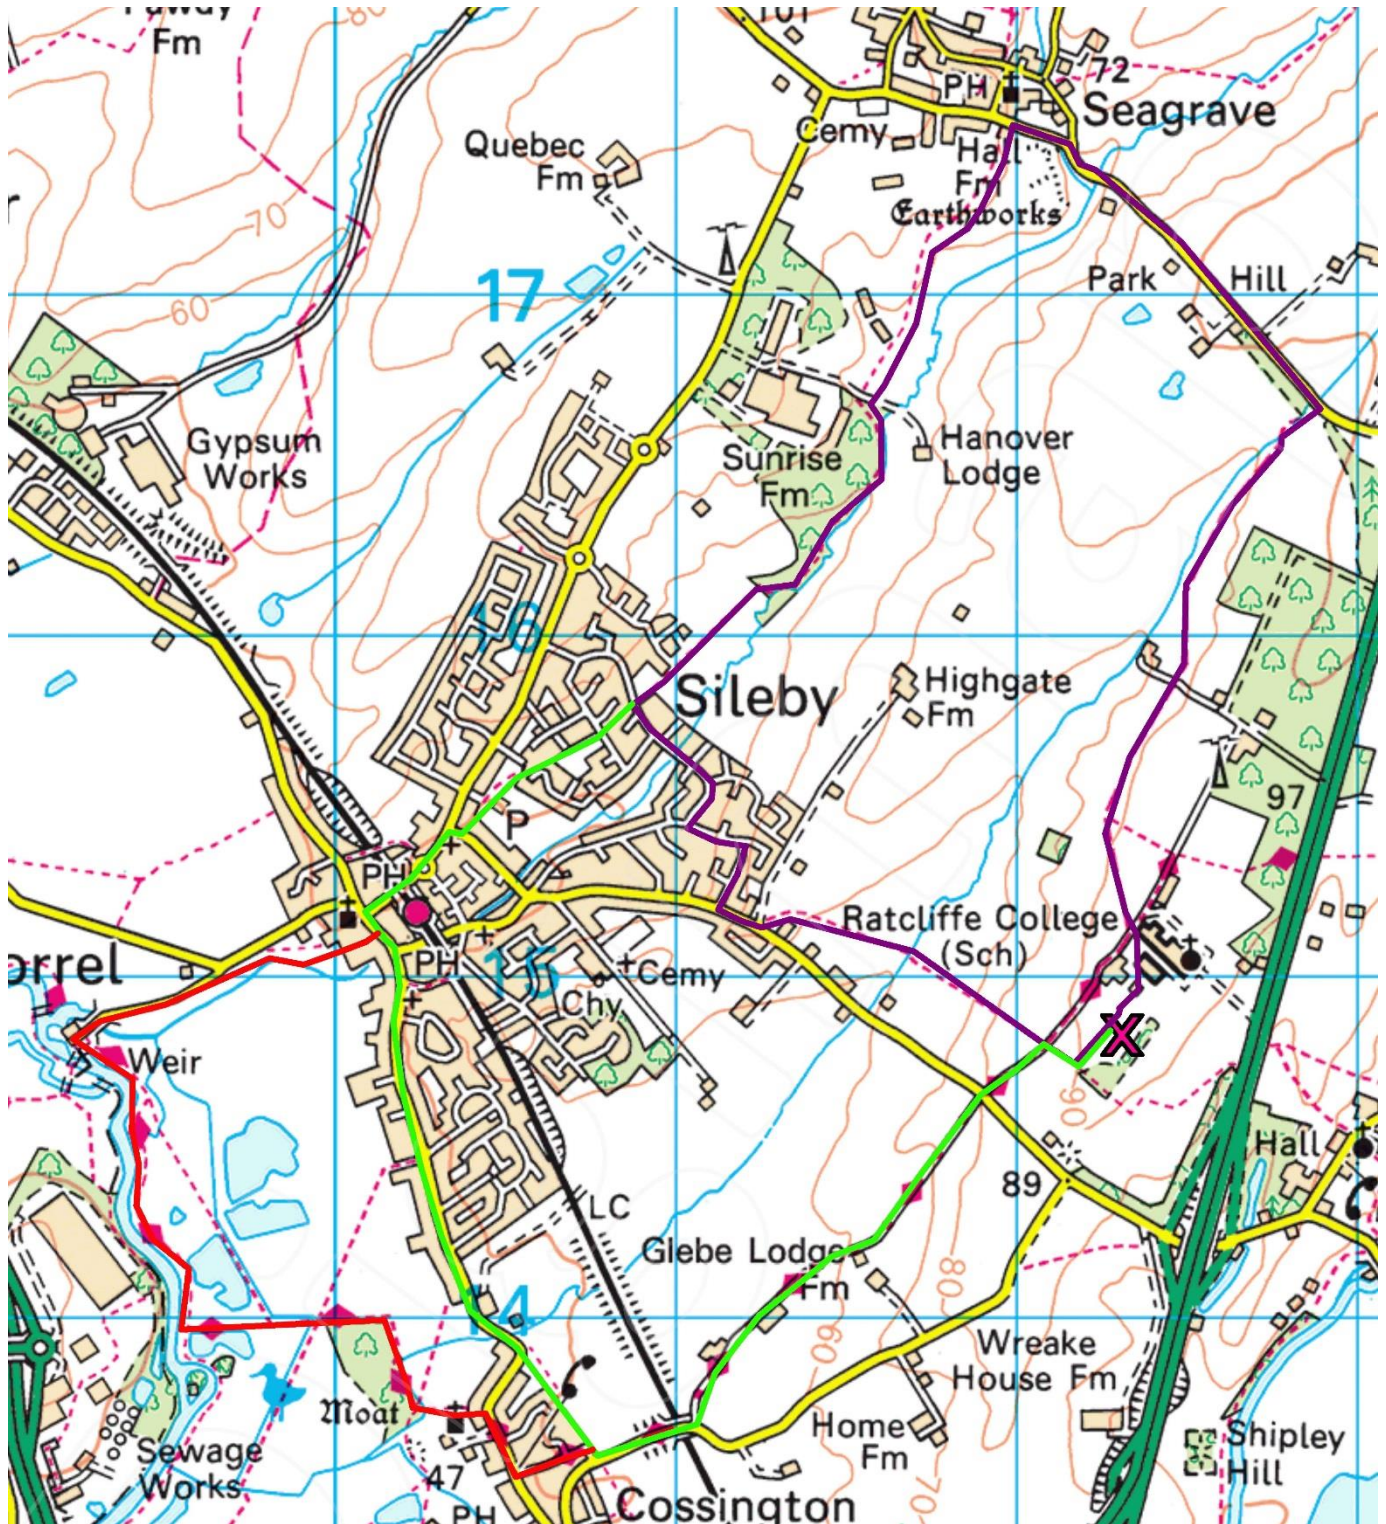 101
80
Fm
72
PH
Seagrave
Cemy
Quebec
Fm
Hall
Fm
Earthworks
70
17
Park Hill
60
Gypsum
Works
Hanover
Lodge
Sunrise
Fm
16
Sileby
Highgate
Fm
97
P
PH
Ratcliffe College
(Sch)
orrel
PH
15
Cemy
Chy
X
Weir
90
Hall
89
LC
Glebe Lodge
Fm
80
14
60
Wreake
House Fm
Moat
Home
Fm
Shipley
Hill
Sewage
Works
47
70
PH
Cossington